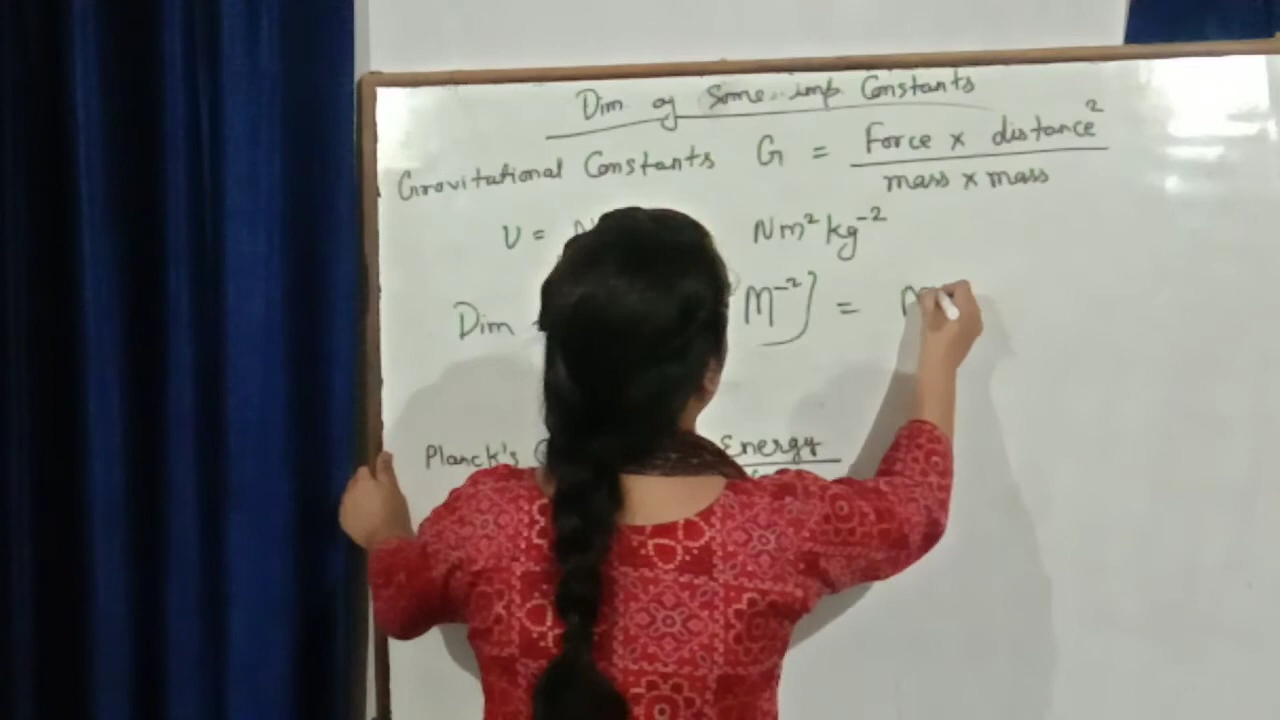 Dim of Some imp Constants
Gravitational Constants G = Force x distance²
mass x mass
U = Nm²kg⁻²
Dim M⁻²] =
Planck's Energy